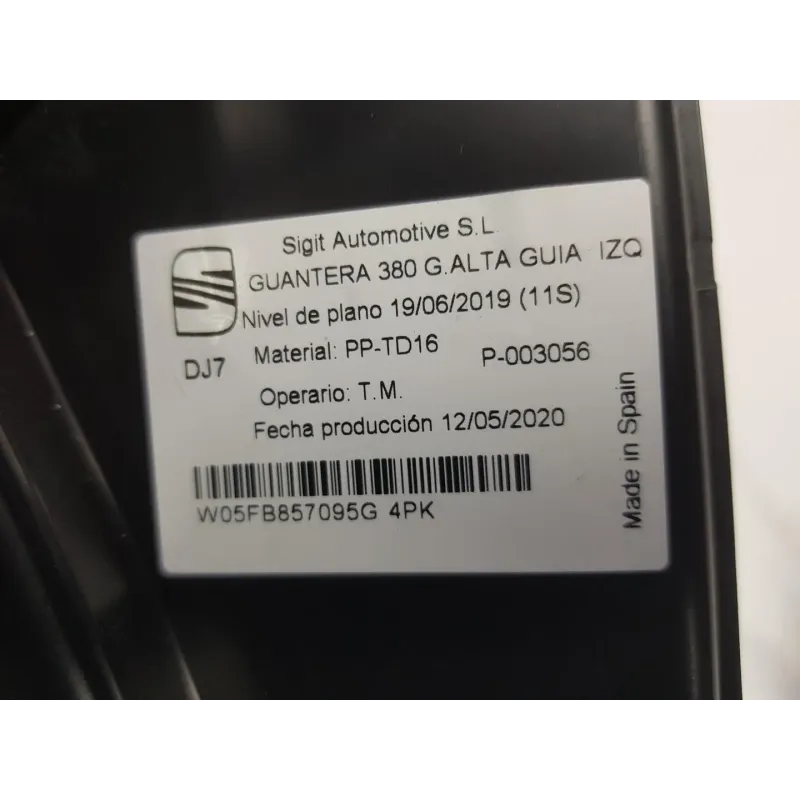 Sigit Automotive S.L
GUANTERA 380 G.ALTA GUIA IZQ
Nivel de plano 19/06/2019 (11S)
DJ7 Material: PP-TD16 P-003056
Operario: T.M.
Fecha producción 12/05/2020
W05FB857095G 4PK
Made in Spain